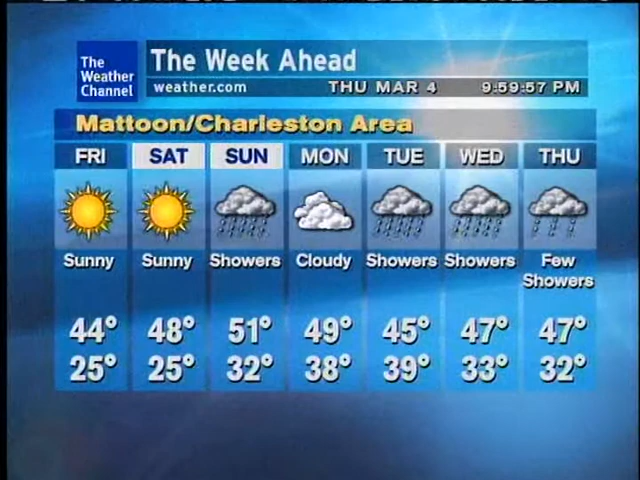 The Weather Channel
The Week Ahead
weather.com THU MAR 4 9:59:57 PM
Mattoon/Charleston Area
FRI SAT SUN MON TUE WED THU
Sunny Sunny Showers Cloudy Showers Showers Few Showers
44° 48° 51° 49° 45° 47° 47°
25° 25° 32° 38° 39° 33° 32°